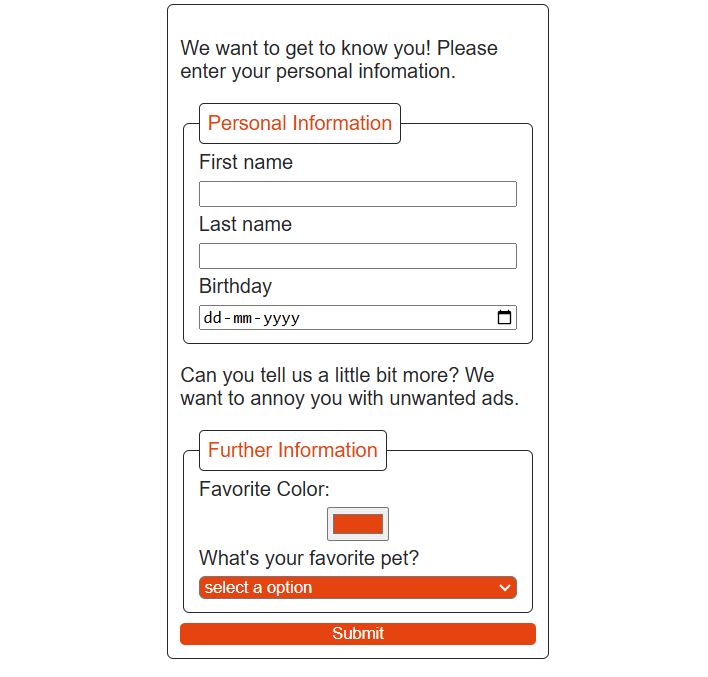 We want to get to know you! Please
enter your personal infomation.
Personal Information
First name
Last name
Birthday
dd-mm-yyyy
Can you tell us a little bit more? We
want to annoy you with unwanted ads.
Further Information
Favorite Color:
What's your favorite pet?
select a option
Submit